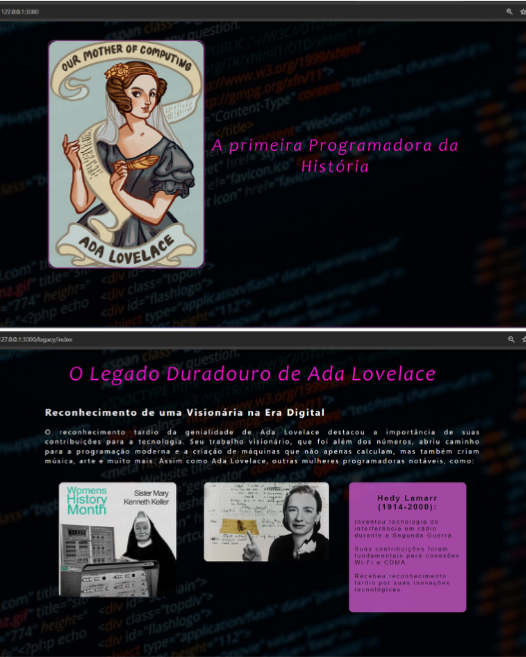 127.0.0.1:3000
OUR MOTHER OF COMPUTING
ADA LOVELACE
A primeira Programadora da
História
127.0.0.1:3000/legacy/index
O Legado Duradouro de Ada Lovelace
Reconhecimento de uma Visionária na Era Digital
O reconhecimento tardio da genialidade de Ada Lovelace destacou a importância de suas
contribuições para a tecnologia. Seu trabalho visionário, que foi além dos números, abriu caminho
para a programação moderna e a criação de máquinas que não apenas calculam, mas também criam
música, arte e muito mais. Assim como Ada Lovelace, outras mulheres programadoras notáveis, como:
Womens
History
Month
Sister Mary
Kenneth Keller
Hedy Lamarr
(1914-2000):
Inventou tecnologia de
interferência em rádio
durante a Segunda Guerra.
Suas contribuições foram
fundamentais para conexões
Wi-Fi e CDMA.
Recebeu reconhecimento
tardio por suas inovações
tecnológicas.